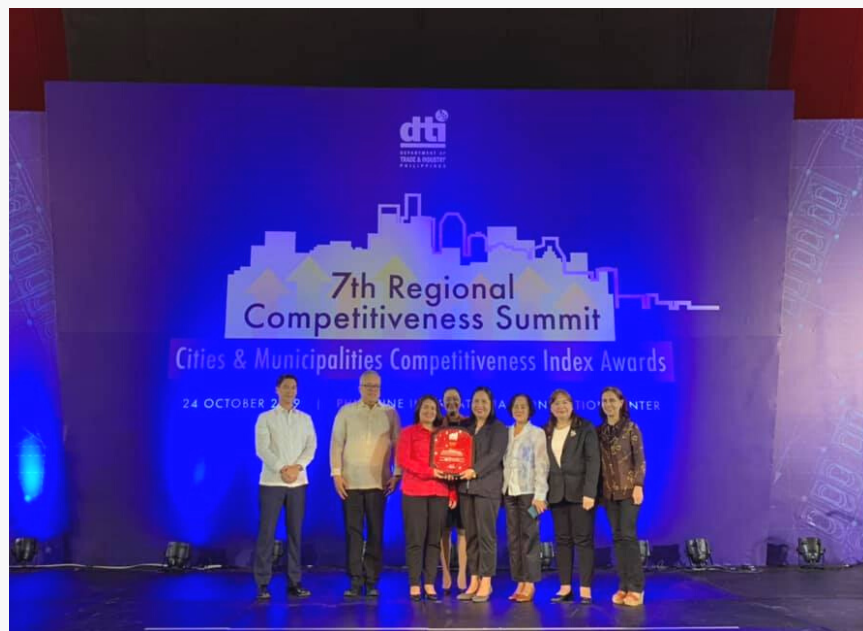 dti
DEPARTMENT OF
TRADE & INDUSTRY
PHILIPPINES
7th Regional
Competitiveness Summit
Cities & Municipalities Competitiveness Index Awards
24 OCTOBER | CENTER